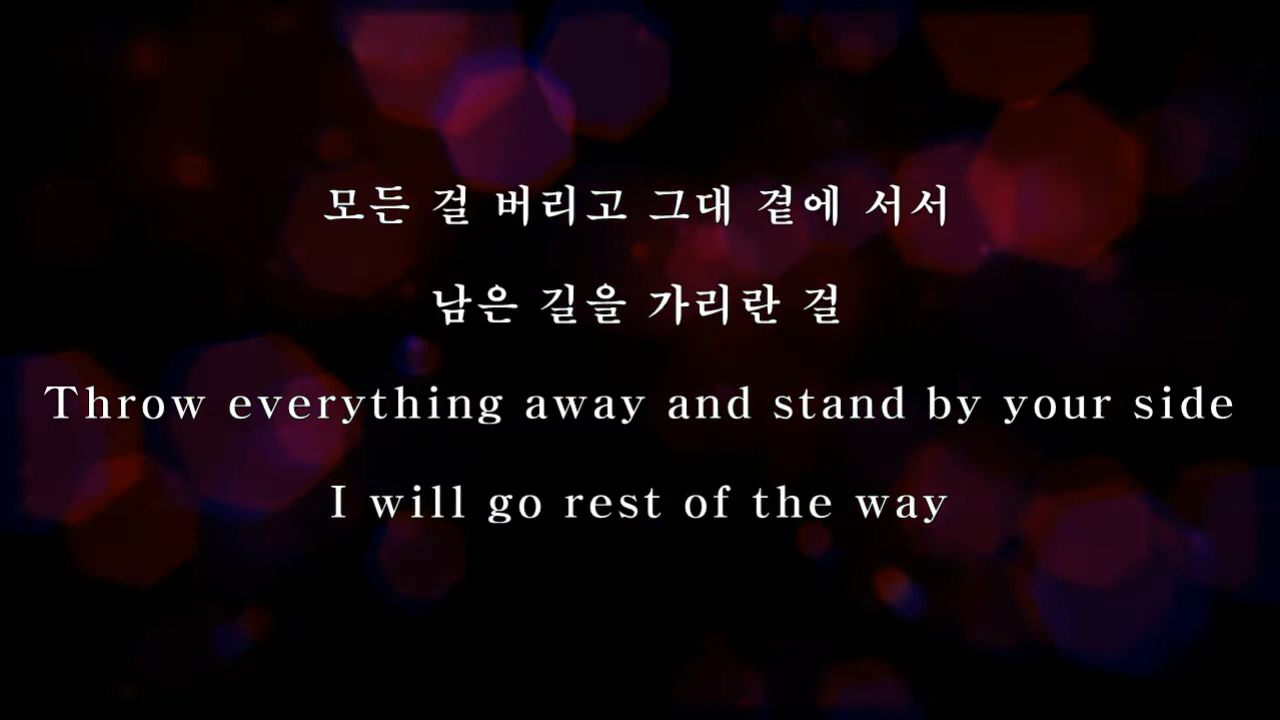 모든 걸 버리고 그대 곁에 서서
남은 길을 가리란 걸
Throw everything away and stand by your side
I will go rest of the way